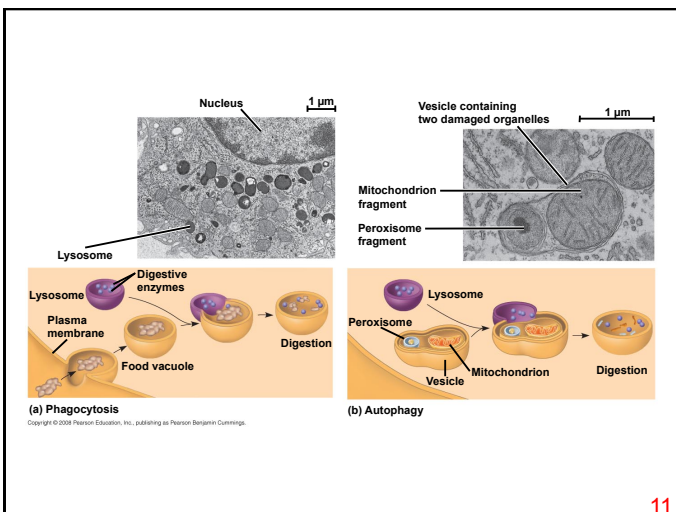 Nucleus
1 µm
Lysosome
Vesicle containing
two damaged organelles
1 µm
Mitochondrion
fragment
Peroxisome
fragment
Lysosome
Digestive
enzymes
Plasma
membrane
Food vacuole
Digestion
(a) Phagocytosis
Lysosome
Peroxisome
Vesicle
Mitochondrion
Digestion
(b) Autophagy
Copyright © 2008 Pearson Education, Inc., publishing as Pearson Benjamin Cummings.
11